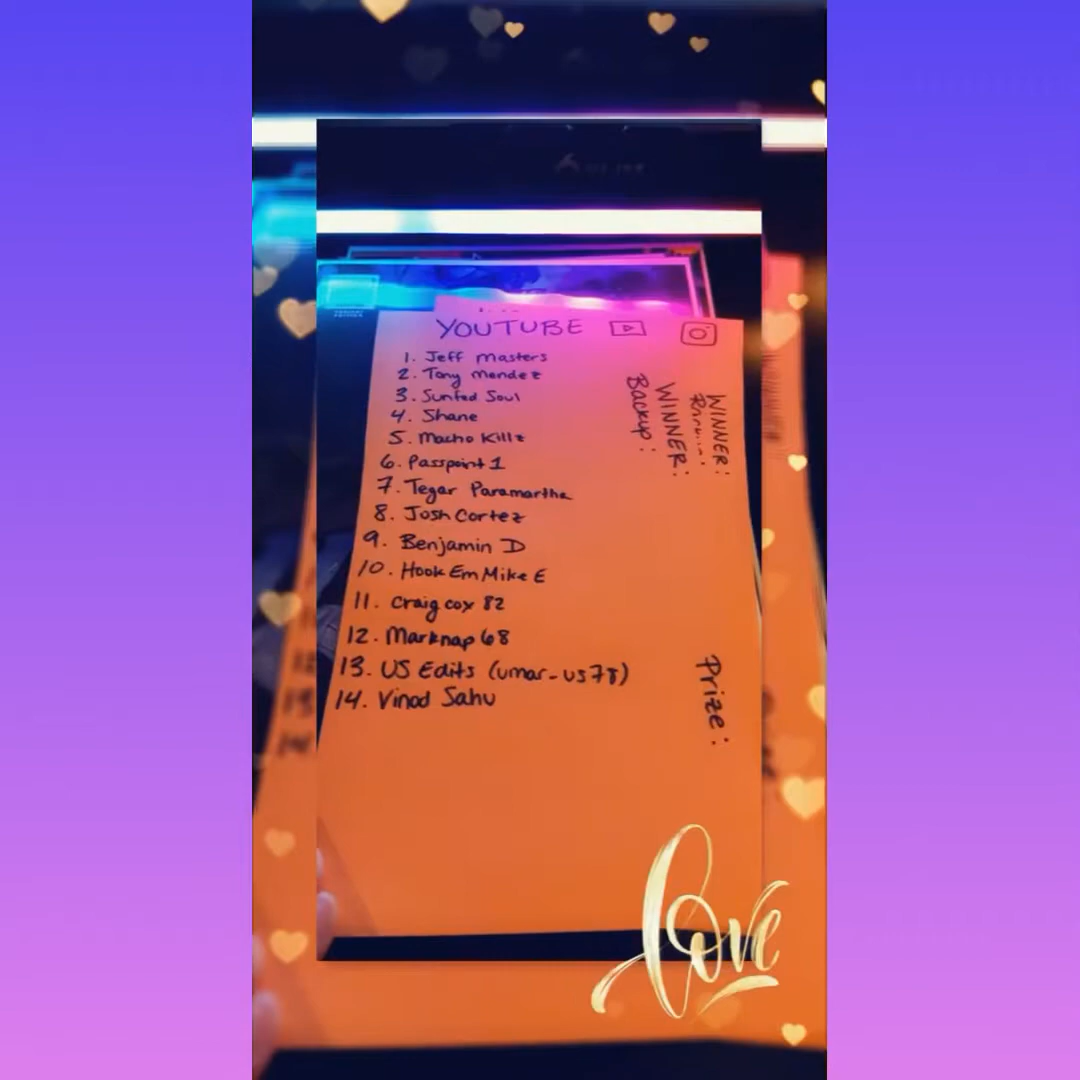 YOUTUBE
1. Jeff Masters
2. Tony Mendez
3. Sunfed Soul
4. Shane
5. Macho Killz
6. Passpoint 1
7. Tegar Paramartha
8. Josh Cortez
9. Benjamin D
10. Hook Em Mike E
11. Craig cox 82
12. Marknap68
13. US Edits (umar-us78)
14. Vinod Sahu
WINNER:
WINNER:
Backup:
Prize:
Love